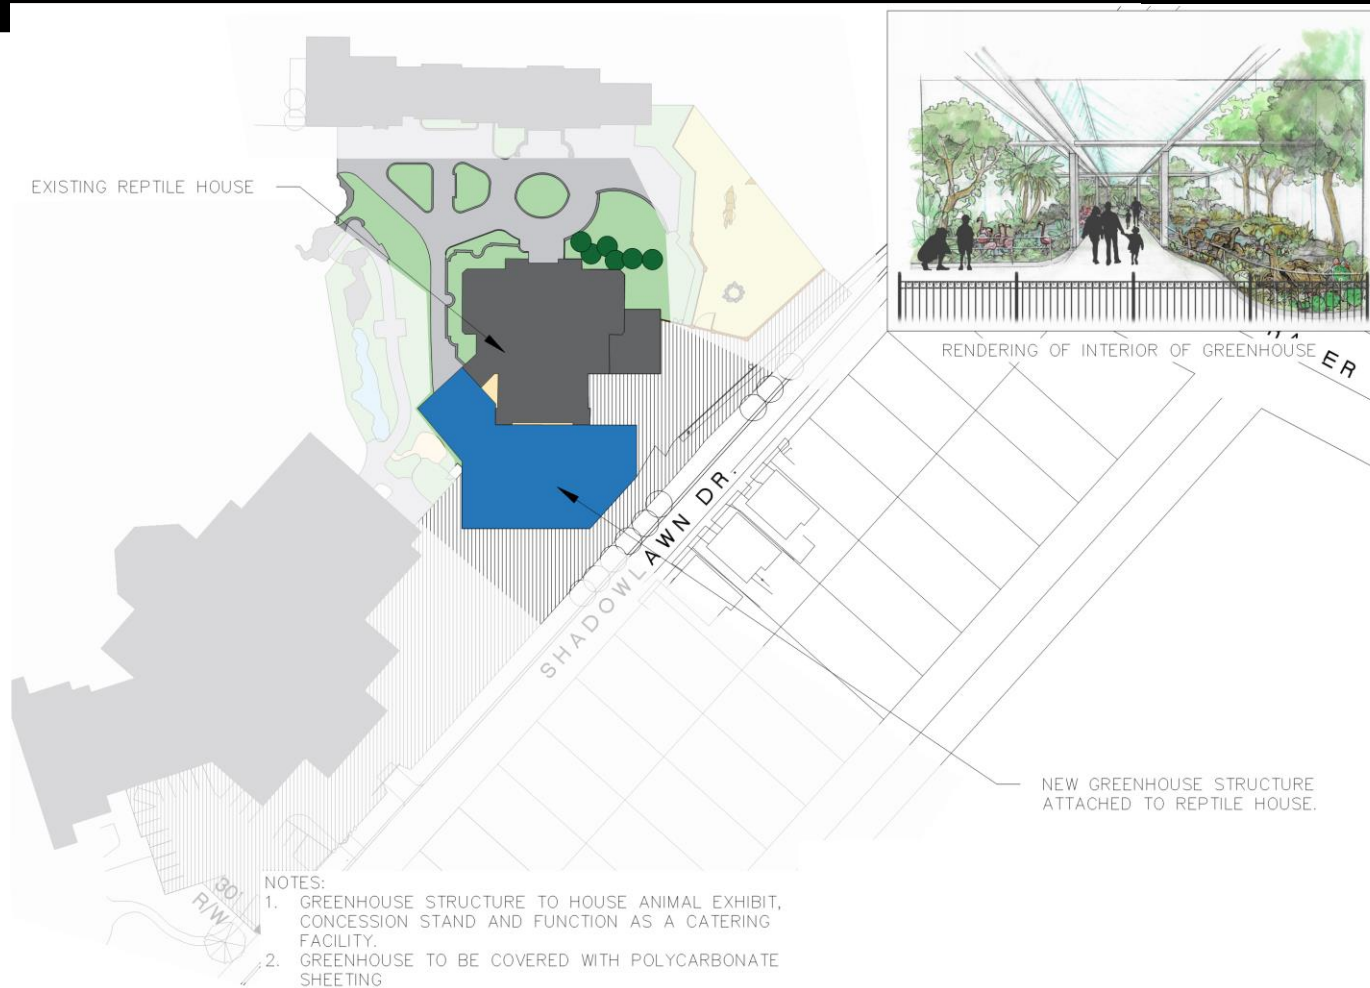 EXISTING REPTILE HOUSE
RENDERING OF INTERIOR OF GREENHOUSE
ER
SHADOWLAWN DR.
NEW GREENHOUSE STRUCTURE
ATTACHED TO REPTILE HOUSE.
30'
R/W
NOTES:
1. GREENHOUSE STRUCTURE TO HOUSE ANIMAL EXHIBIT,
CONCESSION STAND AND FUNCTION AS A CATERING
FACILITY.
2. GREENHOUSE TO BE COVERED WITH POLYCARBONATE
SHEETING